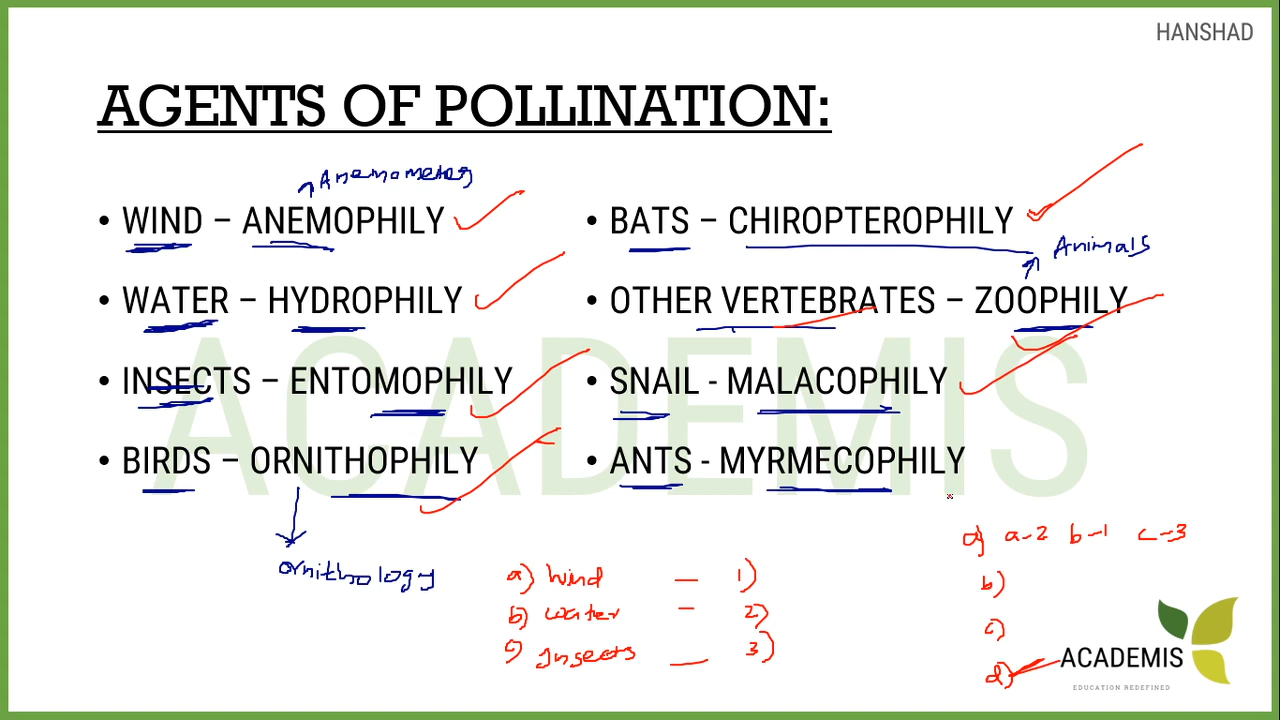 HANSHAD
AGENTS OF POLLINATION:
Anemometer
• WIND – ANEMOPHILY
• WATER – HYDROPHILY
• INSECTS – ENTOMOPHILY
• BIRDS – ORNITHOPHILY
ornithology
• BATS – CHIROPTEROPHILY
Animals
• OTHER VERTEBRATES – ZOOPHILY
• SNAIL - MALACOPHILY
• ANTS - MYRMECOPHILY
a) wind — 1)
b) water – 2)
c) Insects — 3)
a) a-2 b-1 c-3
b)
c)
d)
ACADEMIS
ACADEMIS
EDUCATION REDEFINED